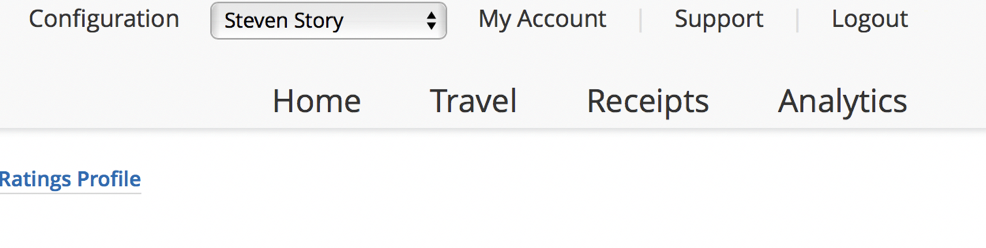 Configuration Steven Story My Account Support Logout
Home Travel Receipts Analytics
Ratings Profile